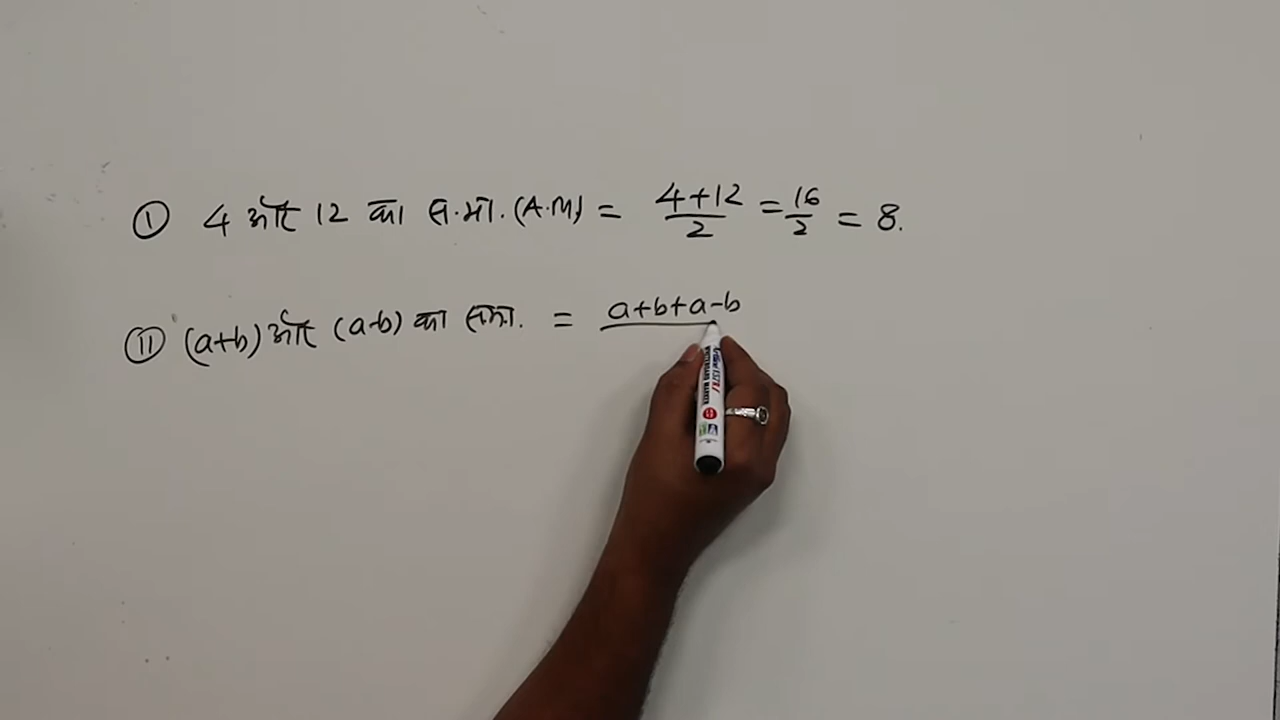 ① 4 और 12 का स.मा. (A.M) = 4+12/2 = 16/2 = 8.
⑪ (a+b) और (a-b) का स.मा. = a+b+a-b